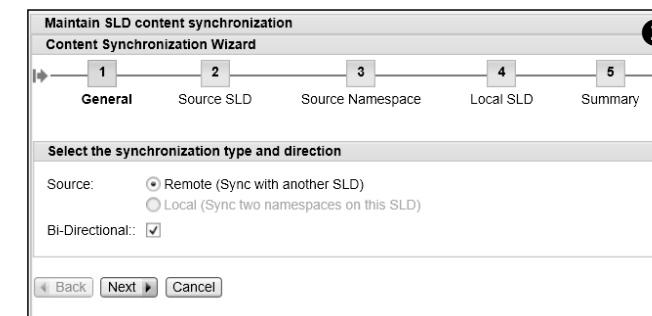 Maintain SLD content synchronization
Content Synchronization Wizard
1 2 3 4 5
General Source SLD Source Namespace Local SLD Summary
Select the synchronization type and direction
Source: Remote (Sync with another SLD)
Local (Sync two namespaces on this SLD)
Bi-Directional::
Back Next Cancel